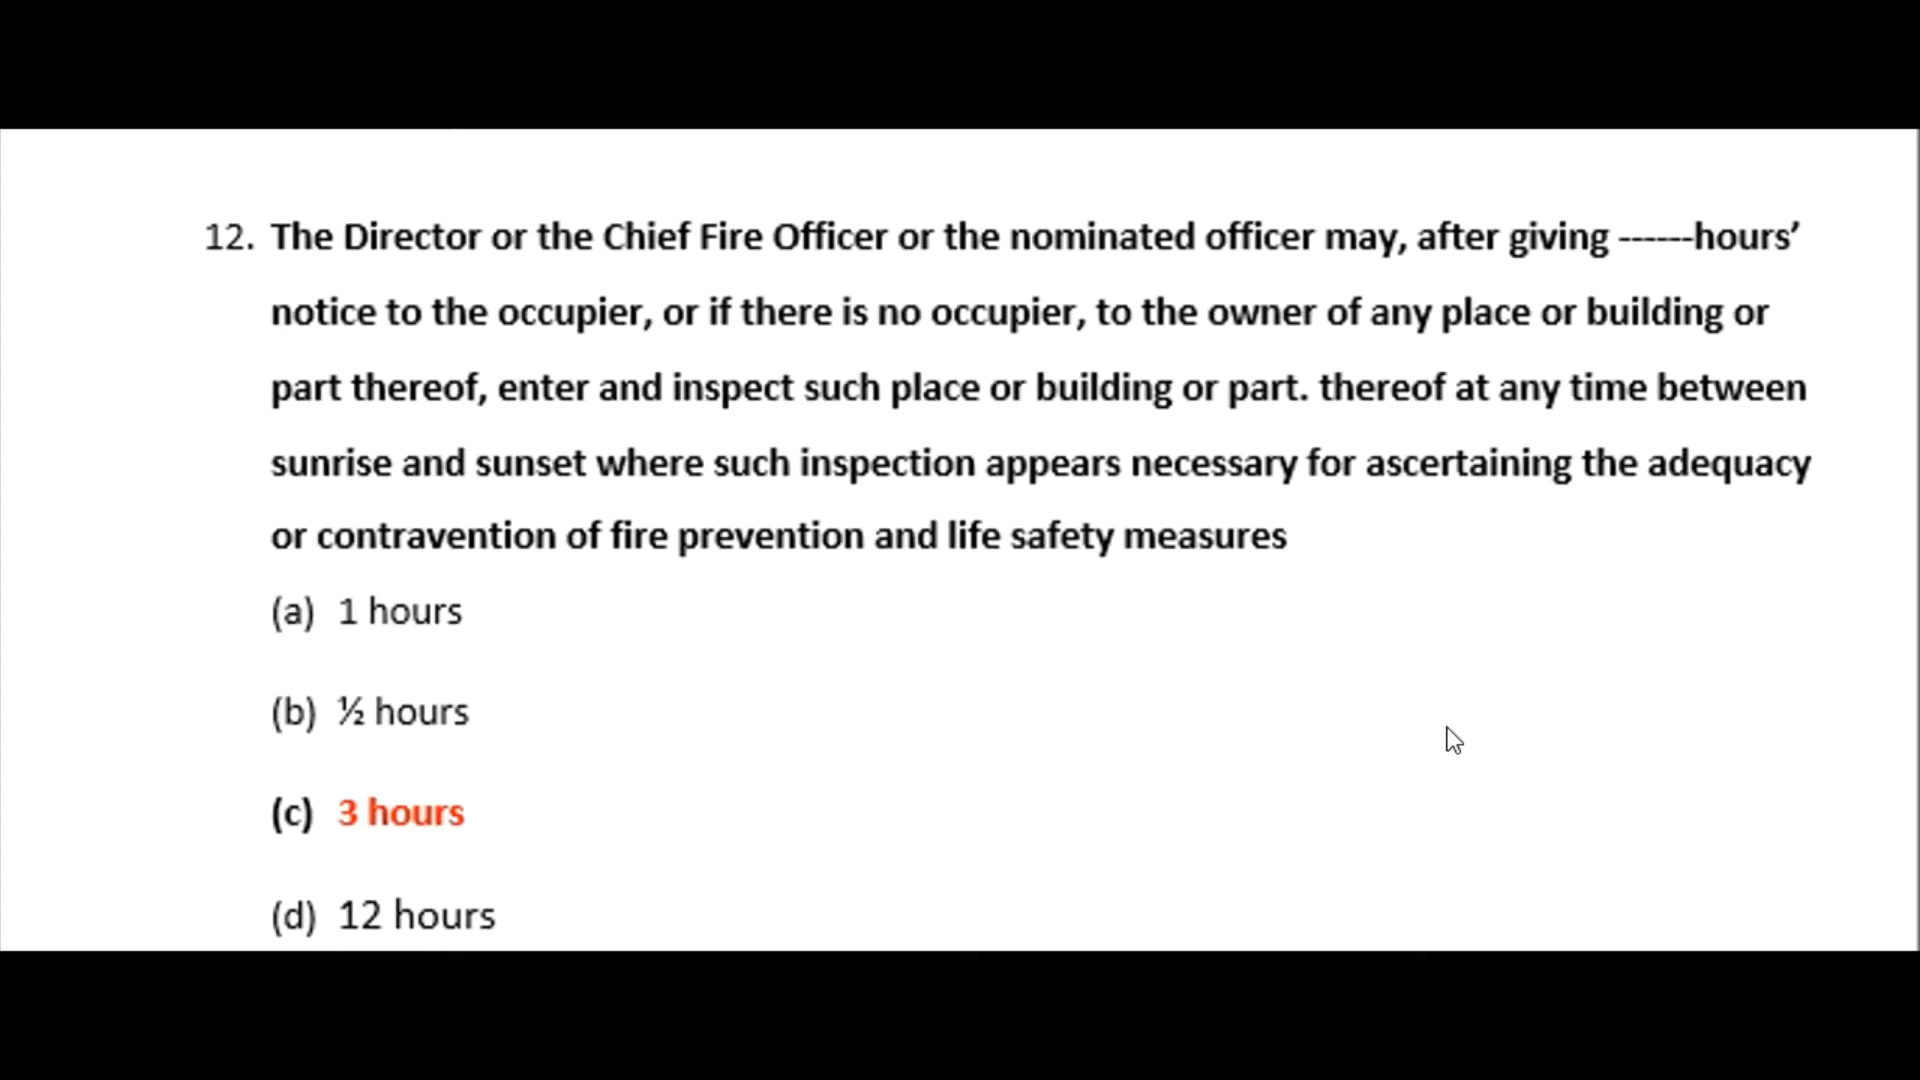 12. The Director or the Chief Fire Officer or the nominated officer may, after giving ------hours’
notice to the occupier, or if there is no occupier, to the owner of any place or building or
part thereof, enter and inspect such place or building or part. thereof at any time between
sunrise and sunset where such inspection appears necessary for ascertaining the adequacy
or contravention of fire prevention and life safety measures
(a) 1 hours
(b) ½ hours
(c) 3 hours
(d) 12 hours